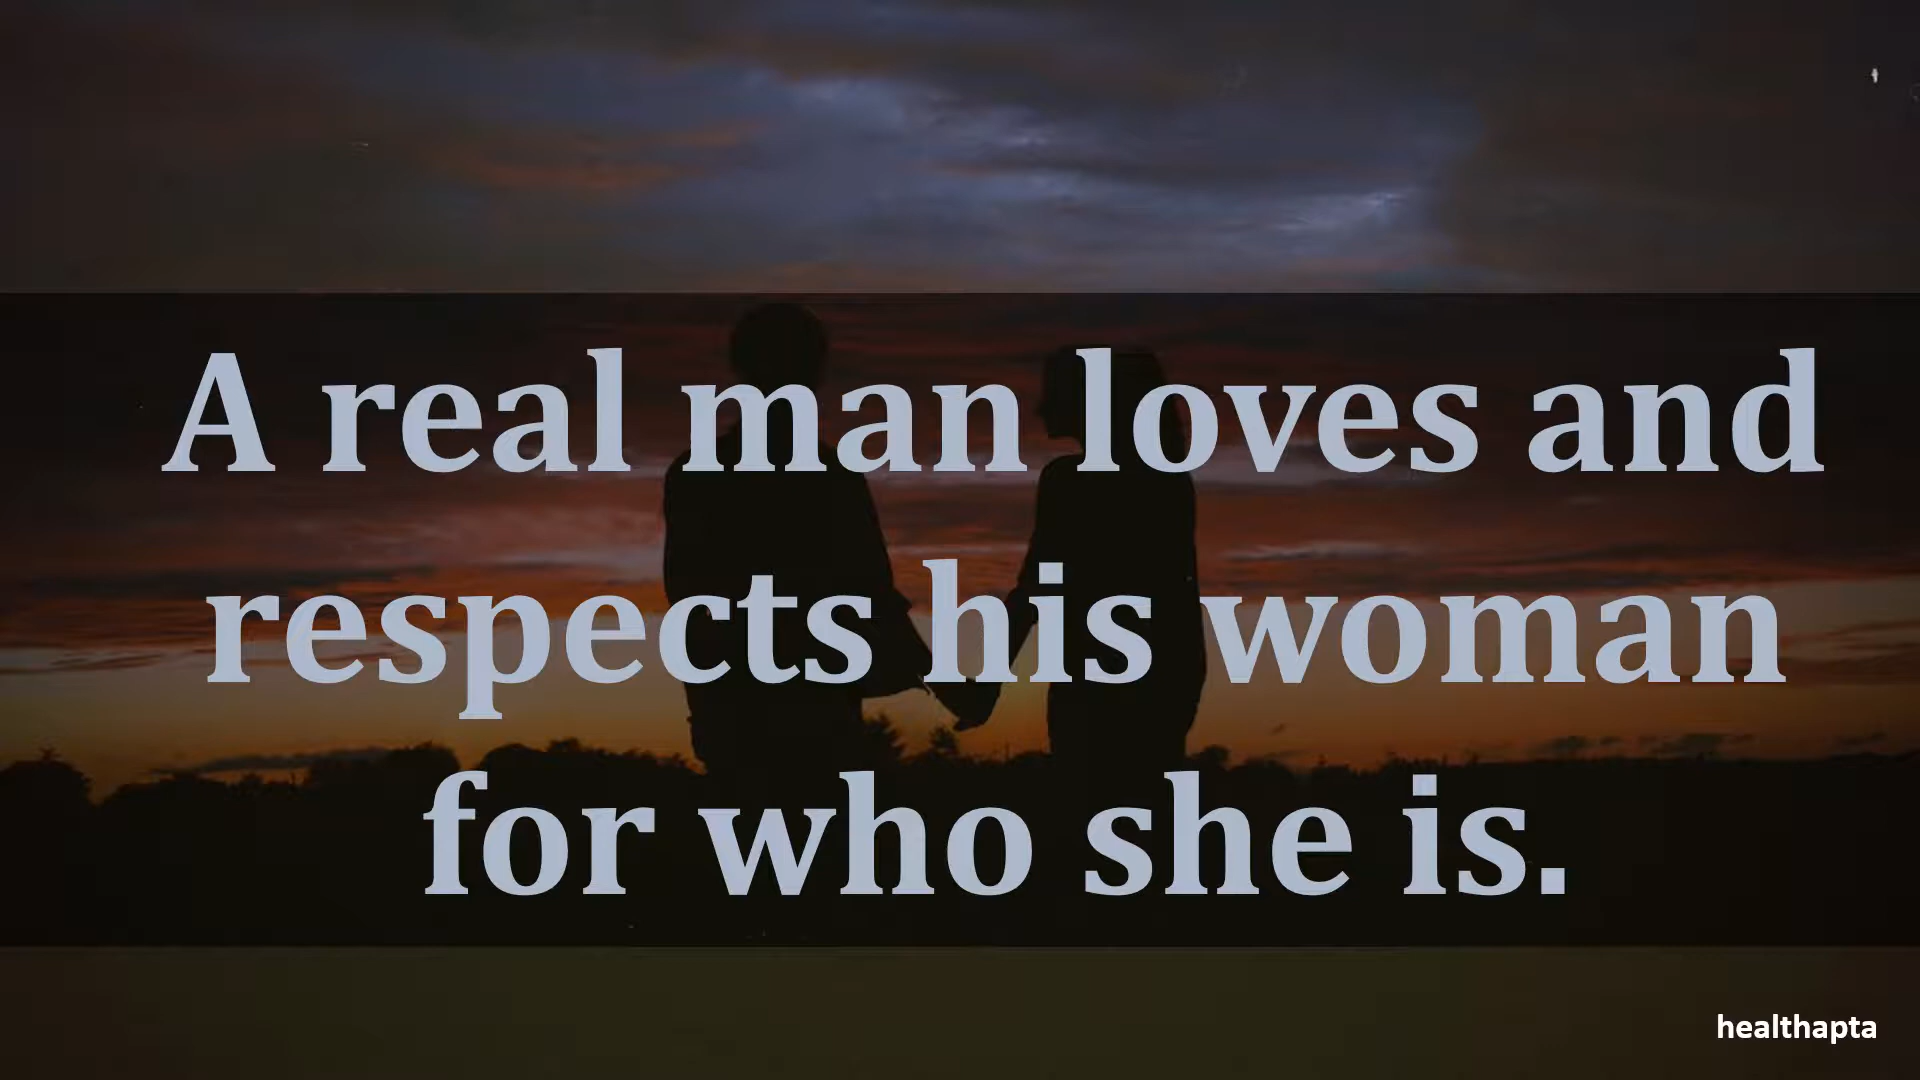 A real man loves and
respects his woman
for who she is.
healthapta